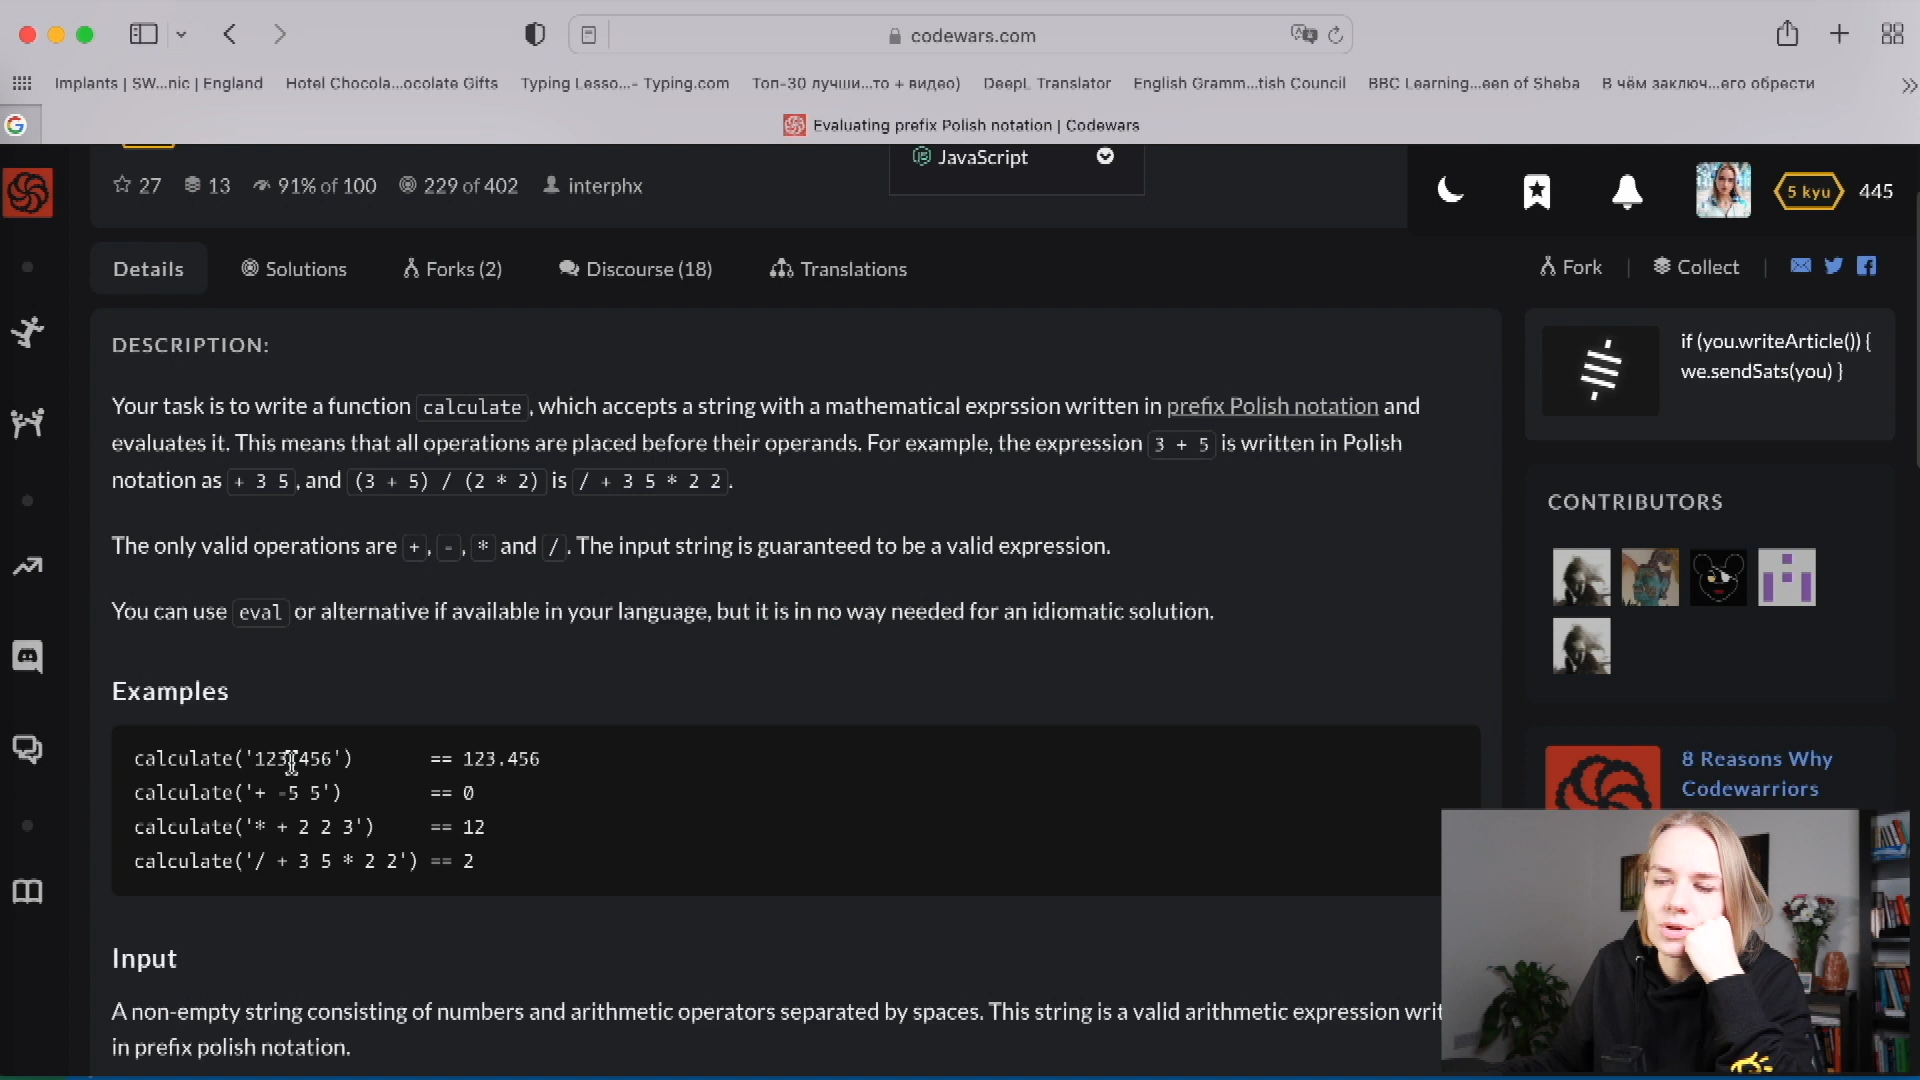 codewars.com
Implants | SW...nic | England Hotel Chocola...ocolate Gifts Typing Lesso...- Typing.com Топ-30 лучши...то + видео) DeepL Translator English Gramm...tish Council BBC Learning...een of Sheba В чём заключ...его обрести
Evaluating prefix Polish notation | Codewars
JavaScript
27 13 91% of 100 229 of 402 interphx
5 kyu 445
Details Solutions Forks (2) Discourse (18) Translations
Fork | Collect |
DESCRIPTION:
Your task is to write a function calculate, which accepts a string with a mathematical exprssion written in prefix Polish notation and
evaluates it. This means that all operations are placed before their operands. For example, the expression 3 + 5 is written in Polish
notation as + 3 5, and (3 + 5) / (2 * 2) is / + 3 5 * 2 2.
The only valid operations are +, -, * and /. The input string is guaranteed to be a valid expression.
You can use eval or alternative if available in your language, but it is in no way needed for an idiomatic solution.
Examples
calculate('123.456') == 123.456
calculate('+ -5 5') == 0
calculate('* + 2 2 3') == 12
calculate('/ + 3 5 * 2 2') == 2
Input
A non-empty string consisting of numbers and arithmetic operators separated by spaces. This string is a valid arithmetic expression writ
in prefix polish notation.
if (you.writeArticle()) {
we.sendSats(you) }
CONTRIBUTORS
8 Reasons Why
Codewarriors